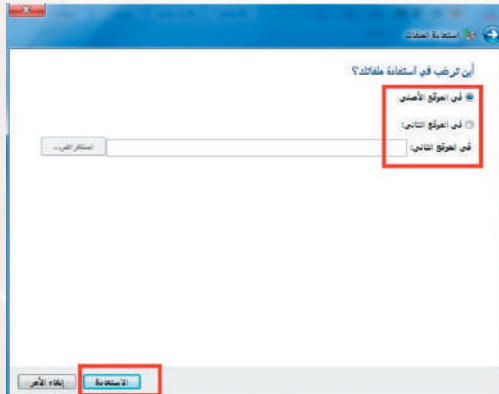 استعادة الملفات
أين ترغب في استعادة ملفاتك؟
في الموقع الأصلي
في الموقع التالي:
في الموقع التالي:
استعراض...
الاستعادة
إلغاء الأمر